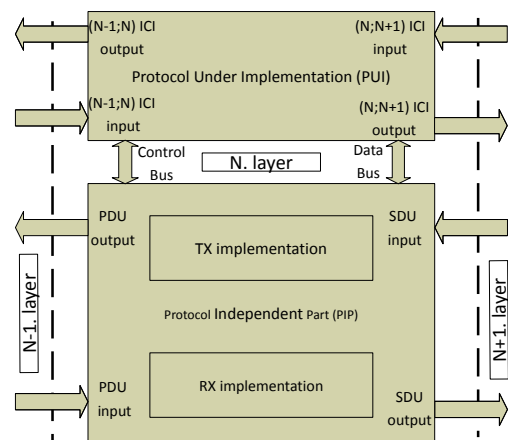 (N-1;N) ICI
output
(N;N+1) ICI
input
Protocol Under Implementation (PUI)
(N-1;N) ICI
input
(N;N+1) ICI
output
Control
Bus
N. layer
Data
Bus
PDU
output
SDU
input
TX implementation
N-1. layer
N+1. layer
Protocol Independent Part (PIP)
PDU
input
RX implementation
SDU
output